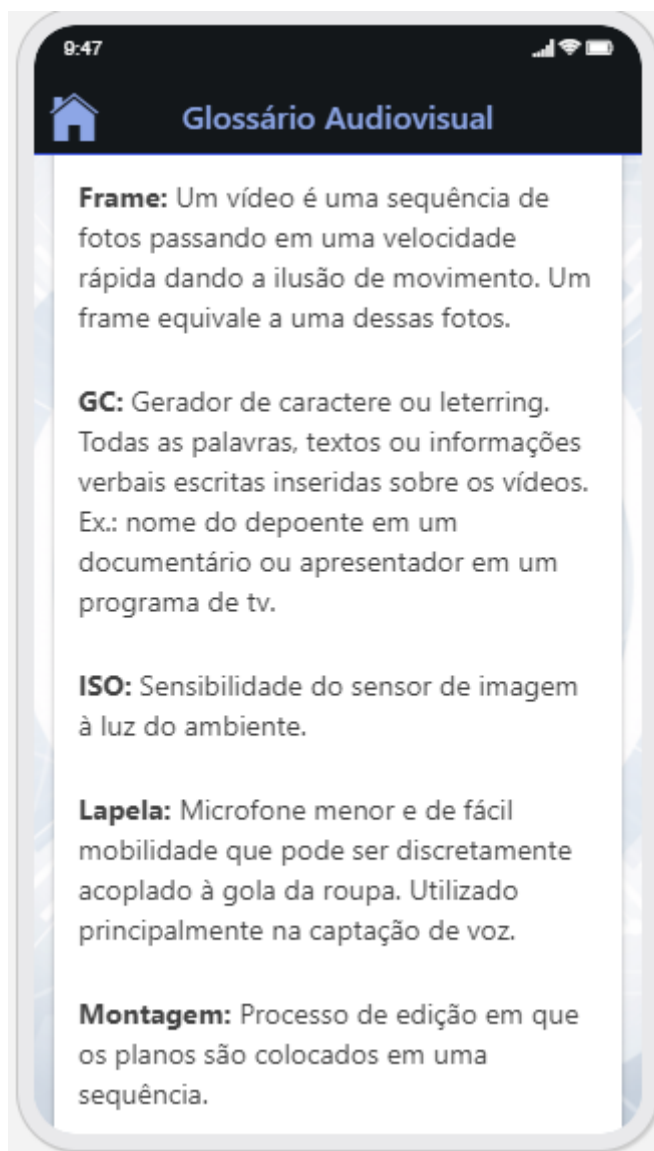 9:47
Glossário Audiovisual
Frame: Um vídeo é uma sequência de
fotos passando em uma velocidade
rápida dando a ilusão de movimento. Um
frame equivale a uma dessas fotos.
GC: Gerador de caractere ou leterring.
Todas as palavras, textos ou informações
verbais escritas inseridas sobre os vídeos.
Ex.: nome do depoente em um
documentário ou apresentador em um
programa de tv.
ISO: Sensibilidade do sensor de imagem
à luz do ambiente.
Lapela: Microfone menor e de fácil
mobilidade que pode ser discretamente
acoplado à gola da roupa. Utilizado
principalmente na captação de voz.
Montagem: Processo de edição em que
os planos são colocados em uma
sequência.